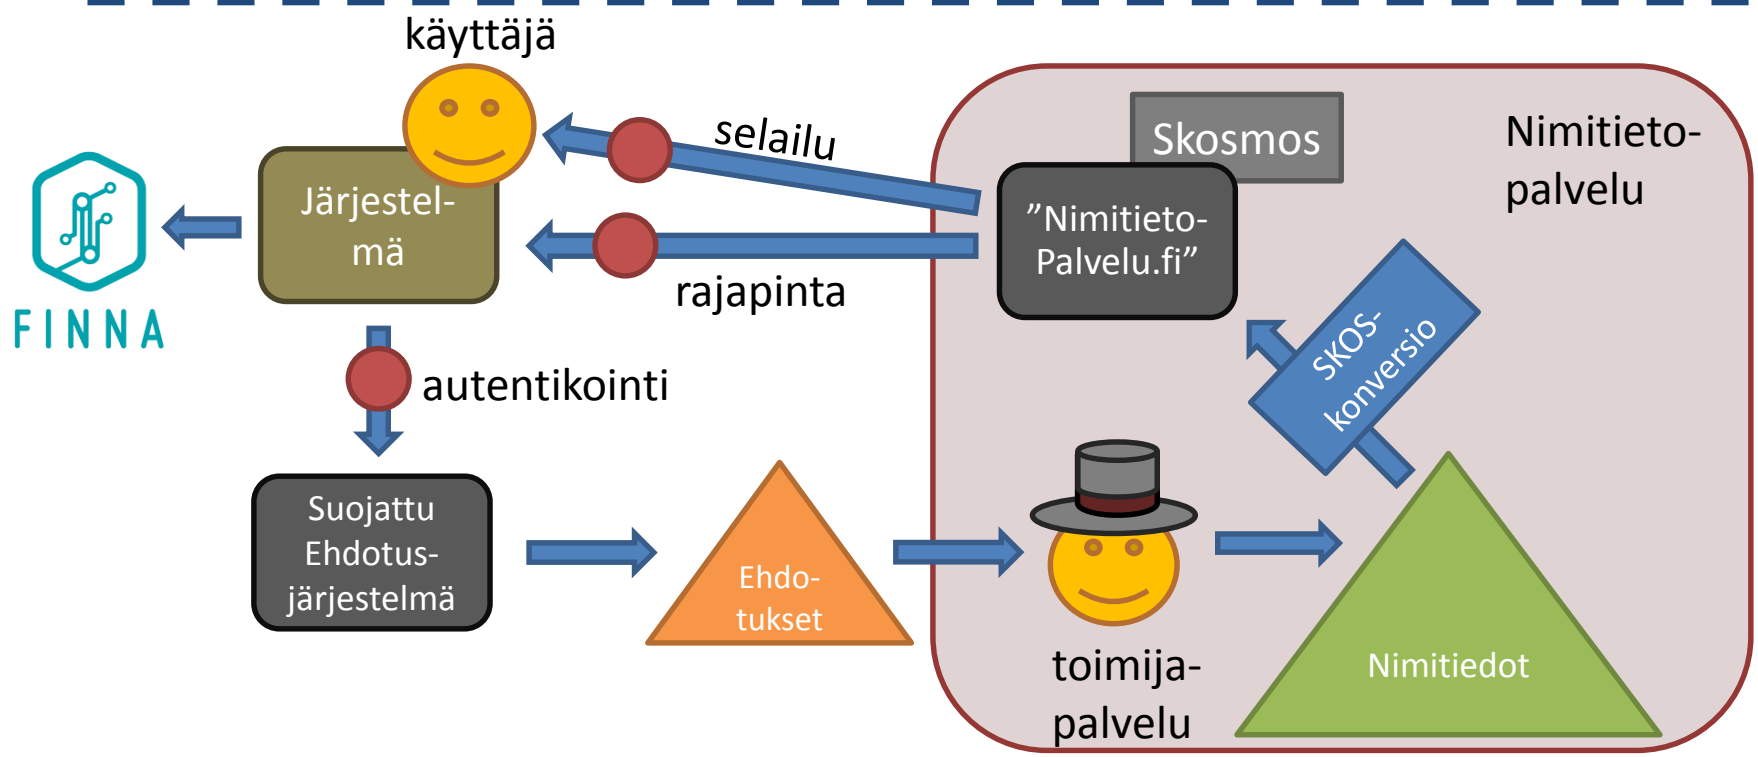 käyttäjä
selailu
Skosmos
Nimitieto-
palvelu
Järjestel-
mä
"Nimitieto-
Palvelu.fi”
rajapinta
FINNA
SKOS-
konversio
autentikointi
Suojattu
Ehdotus-
järjestelmä
Ehdo-
tukset
toimija-
palvelu
Nimitiedot